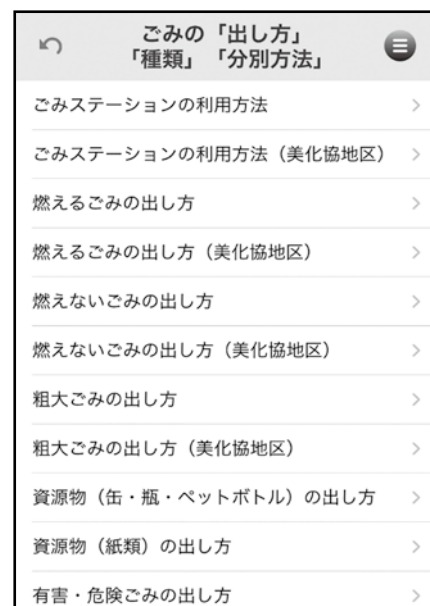 ごみの「出し方」
「種類」「分別方法」
ごみステーションの利用方法
ごみステーションの利用方法（美化協地区）
燃えるごみの出し方
燃えるごみの出し方（美化協地区）
燃えないごみの出し方
燃えないごみの出し方（美化協地区）
粗大ごみの出し方
粗大ごみの出し方（美化協地区）
資源物（缶・瓶・ペットボトル）の出し方
資源物（紙類）の出し方
有害・危険ごみの出し方